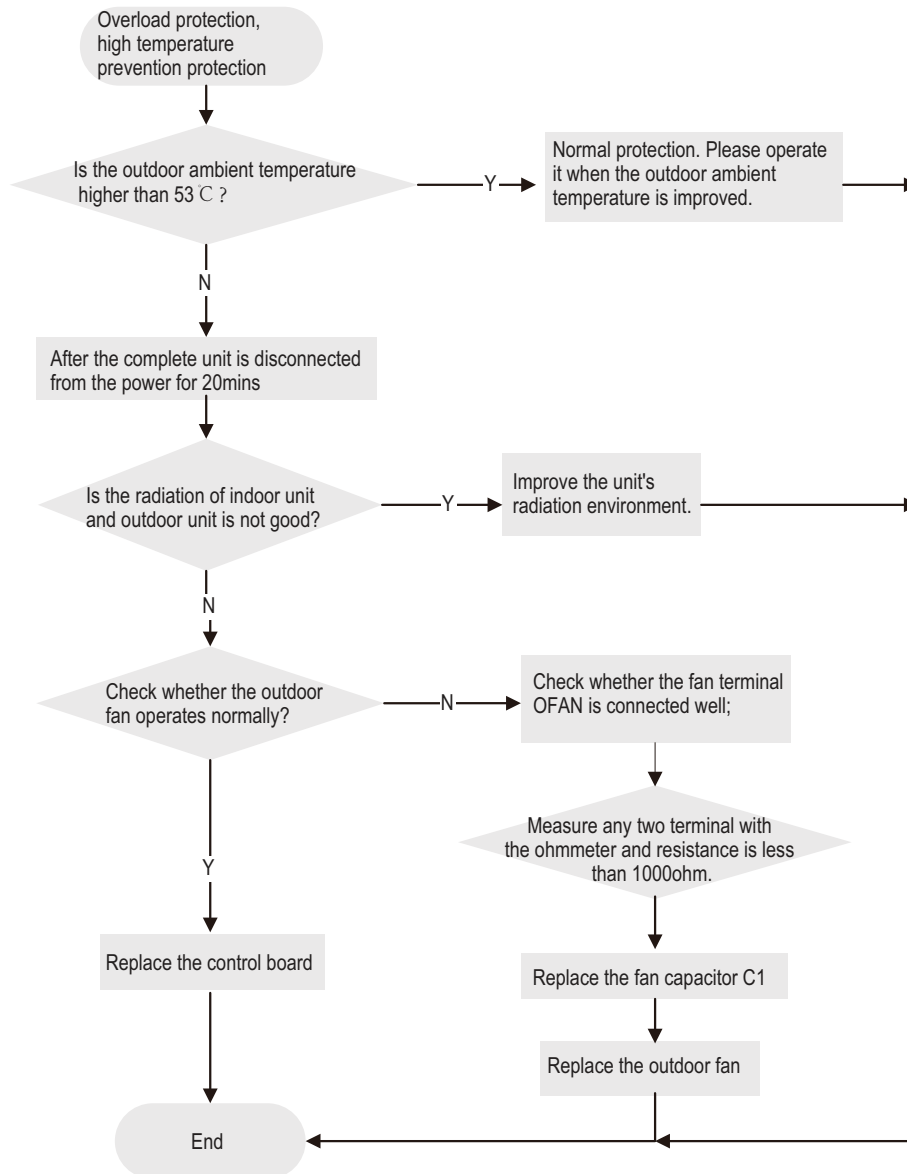 Overload protection,
high temperature
prevention protection
Is the outdoor ambient temperature
higher than 53℃ ?
Y
Normal protection. Please operate
it when the outdoor ambient
temperature is improved.
N
After the complete unit is disconnected
from the power for 20mins
Is the radiation of indoor unit
and outdoor unit is not good?
Y
Improve the unit's
radiation environment.
N
Check whether the outdoor
fan operates normally?
N
Check whether the fan terminal
OFAN is connected well;
Measure any two terminal with
the ohmmeter and resistance is less
than 1000ohm.
Y
Replace the control board
Replace the fan capacitor C1
Replace the outdoor fan
End